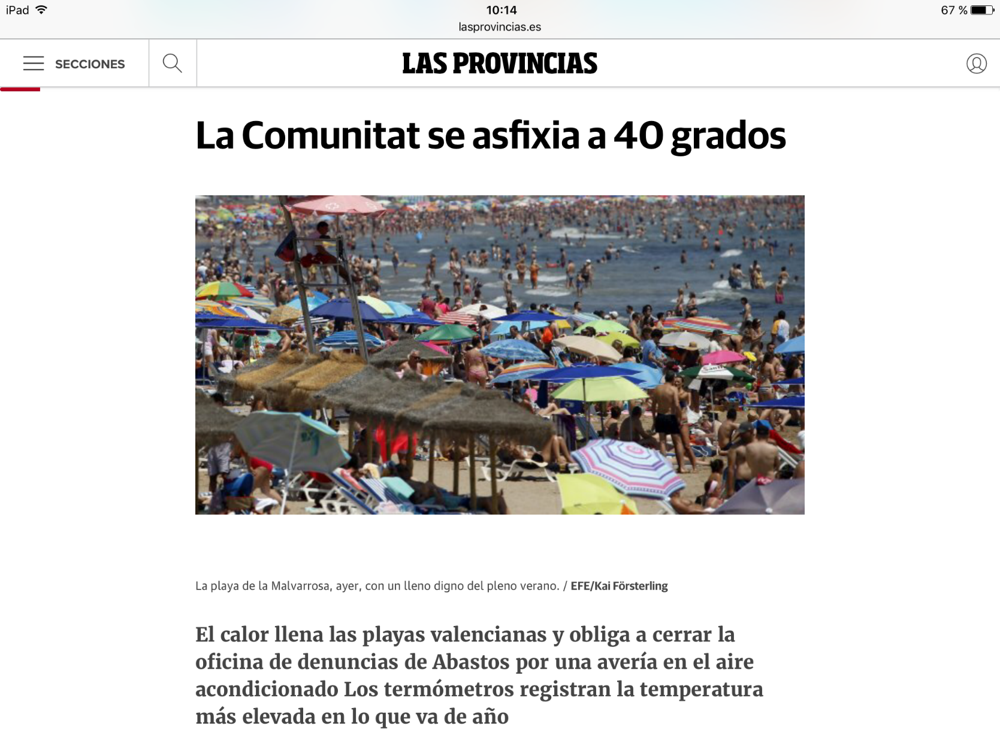 iPad 10:14 67 %
lasprovincias.es
SECCIONES LAS PROVINCIAS
La Comunitat se asfixia a 40 grados
La playa de la Malvarrosa, ayer, con un lleno digno del pleno verano. / EFE/Kai Försterling
El calor llena las playas valencianas y obliga a cerrar la
oficina de denuncias de Abastos por una avería en el aire
acondicionado Los termómetros registran la temperatura
más elevada en lo que va de año